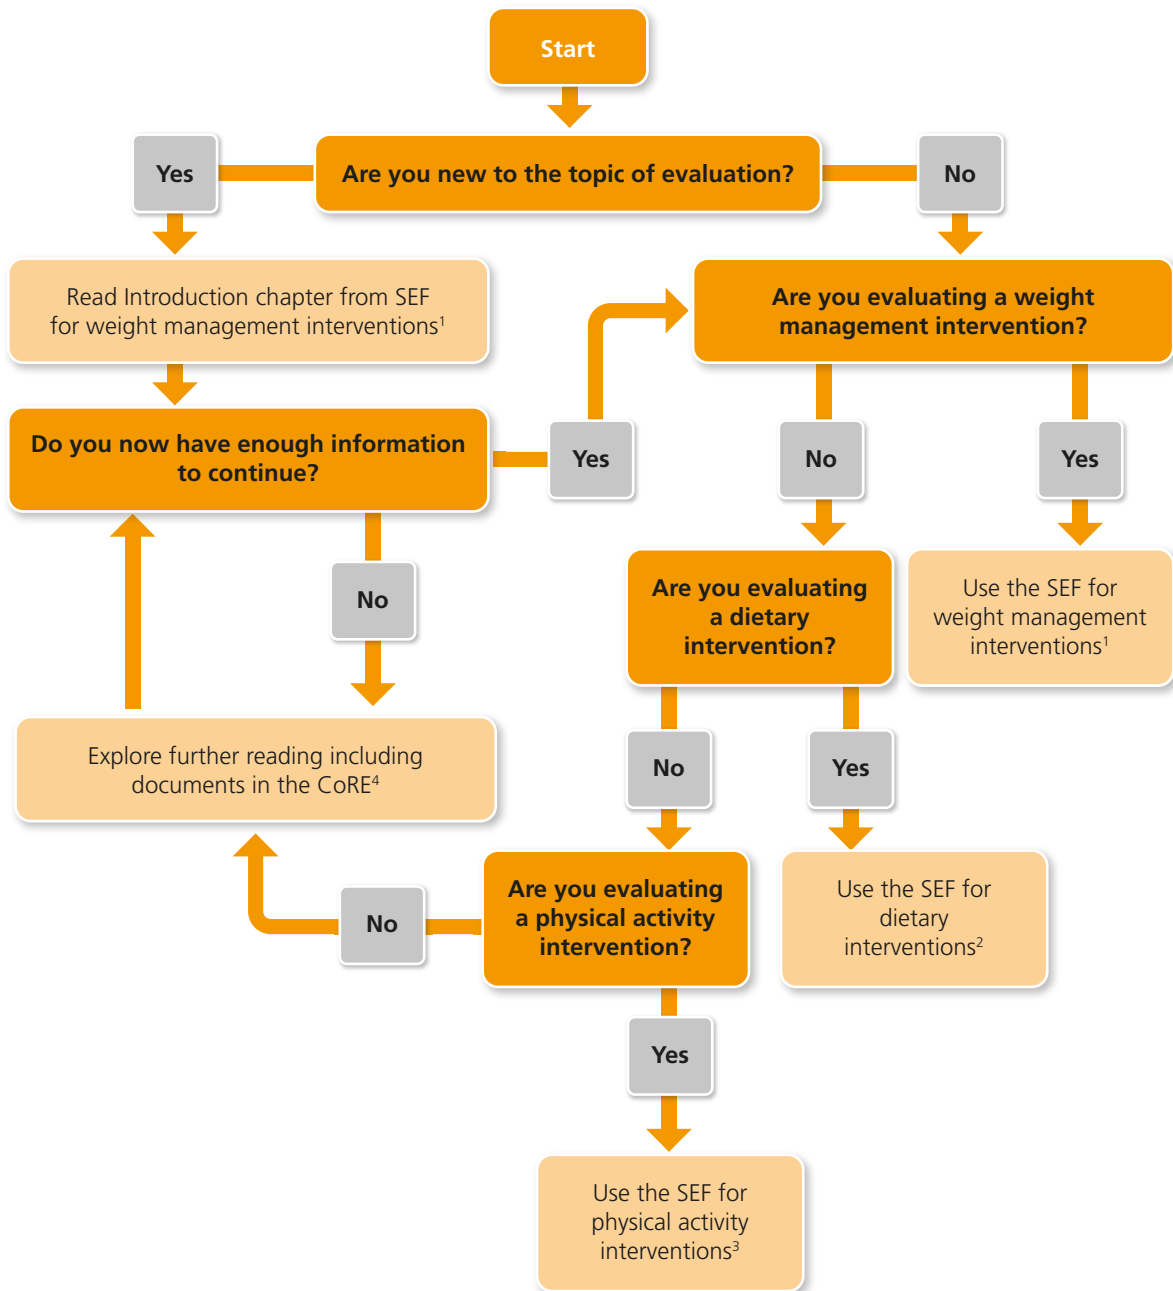 Start
Are you new to the topic of evaluation?
Yes
No
Read Introduction chapter from SEF
for weight management interventions¹
Are you evaluating a weight
management intervention?
Do you now have enough information
to continue?
Yes
No
Yes
No
Are you evaluating
a dietary
intervention?
Use the SEF for
weight management
interventions¹
Explore further reading including
documents in the CoRE⁴
No
Yes
Are you evaluating
a physical activity
intervention?
No
Use the SEF for
dietary
interventions²
Yes
Use the SEF for
physical activity
interventions³